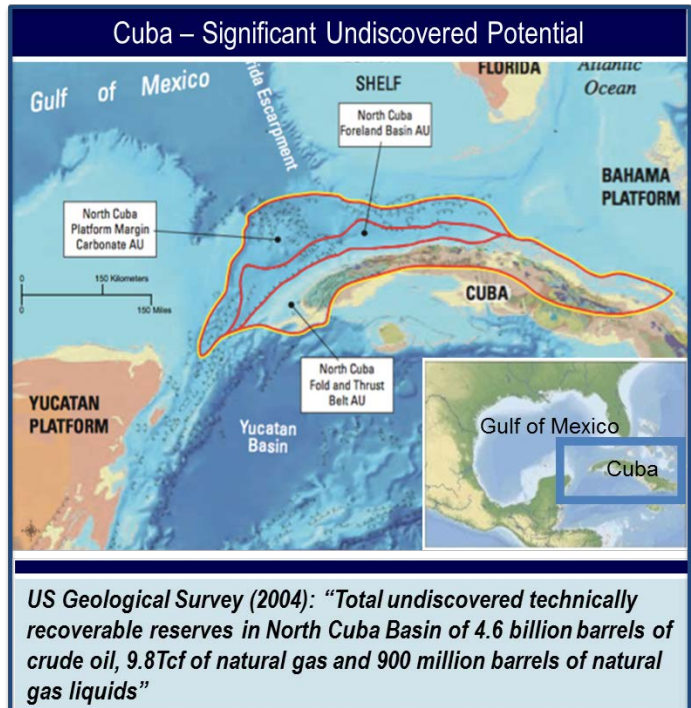 Cuba – Significant Undiscovered Potential
Gulf of Mexico
Escarpment
SHELF
FLORIDA
Atlantic
Ocean
North Cuba
Foreland Basin AU
BAHAMA
PLATFORM
North Cuba
Platform Margin
Carbonate AU
0 150 Kilometers
0 150 Miles
CUBA
North Cuba
Fold and Thrust
Belt AU
YUCATAN
PLATFORM
Yucatan
Basin
Gulf of Mexico
Cuba
US Geological Survey (2004): “Total undiscovered technically
recoverable reserves in North Cuba Basin of 4.6 billion barrels of
crude oil, 9.8Tcf of natural gas and 900 million barrels of natural
gas liquids”